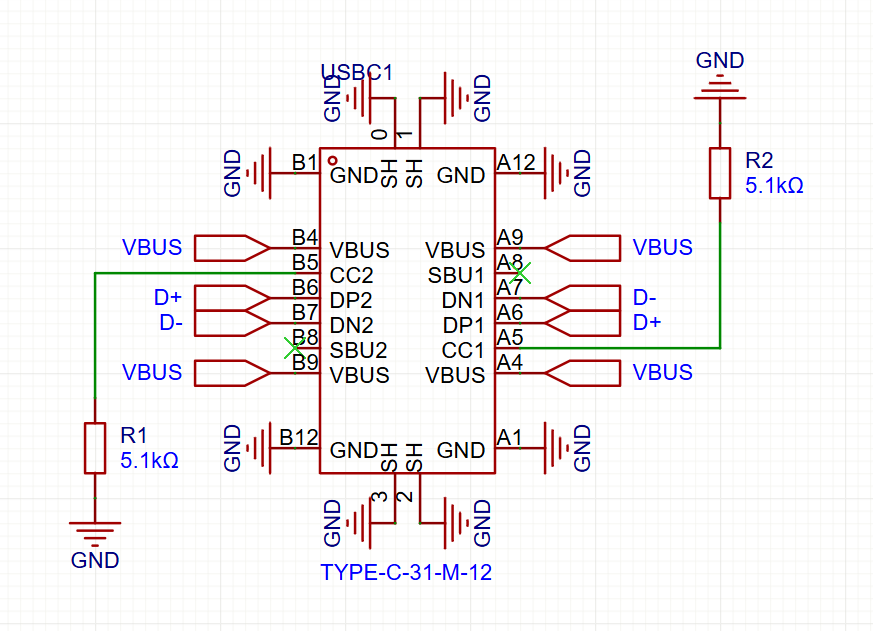 USBC1
GND
GND
GND
0
1
GND
B1
GND
SH
SH
GND
A12
GND
R2
5.1kΩ
VBUS
B4
VBUS
VBUS
A9
VBUS
B5
CC2
SBU1
A8
D+
B6
DP2
DN1
A7
D-
D-
B7
DN2
DP1
A6
D+
B8
SBU2
CC1
A5
VBUS
B9
VBUS
VBUS
A4
VBUS
R1
5.1kΩ
GND
B12
GND
SH
SH
GND
A1
GND
GND
3
2
GND
GND
TYPE-C-31-M-12